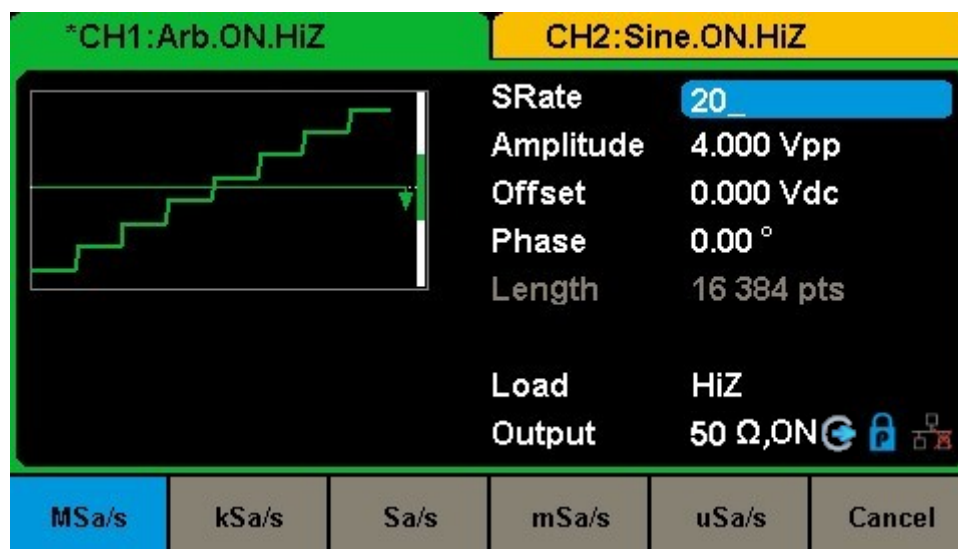 *CH1:Arb.ON.HiZ CH2:Sine.ON.HiZ
SRate 20_
Amplitude 4.000 Vpp
Offset 0.000 Vdc
Phase 0.00 °
Length 16 384 pts
Load HiZ
Output 50 Ω,ON P
MSa/s kSa/s Sa/s mSa/s uSa/s Cancel